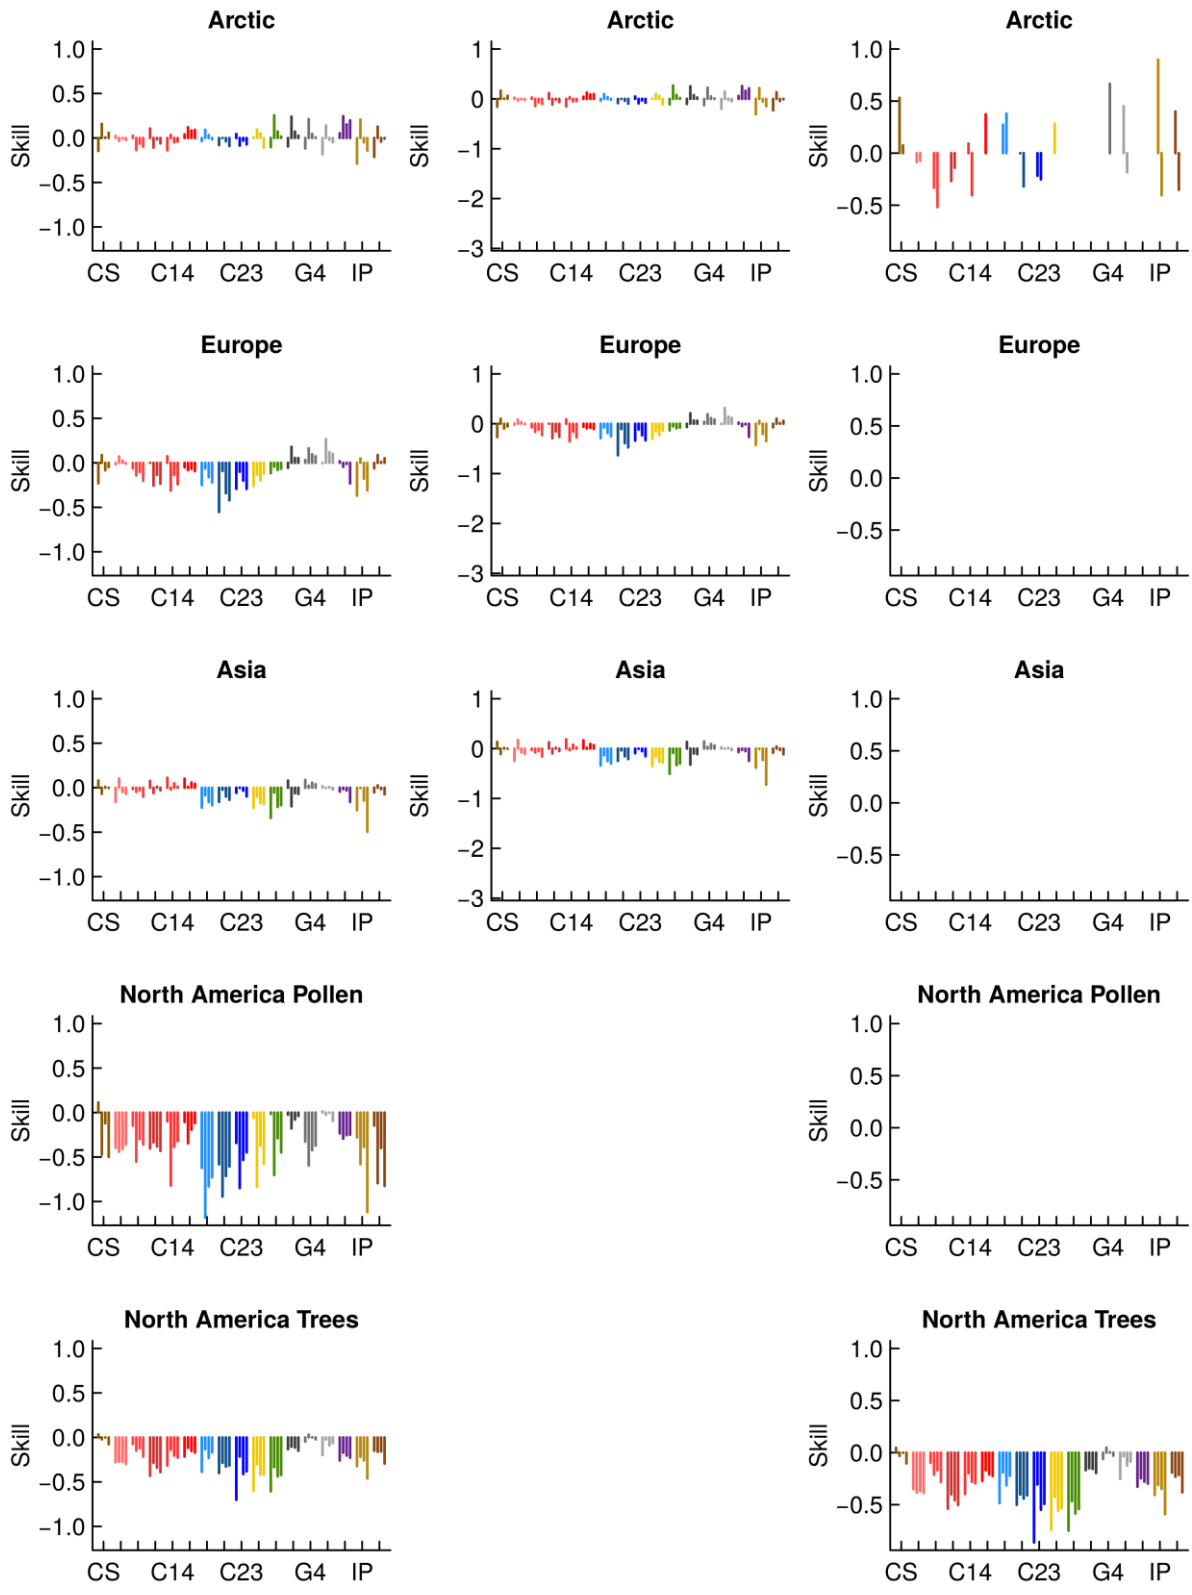 Arctic Arctic Arctic
1.0 1 1.0
0.5 0 0.5
0.0 −1 0.0
−0.5 −2 −0.5
−1.0 −3
Skill Skill Skill
CS C14 C23 G4 IP CS C14 C23 G4 IP CS C14 C23 G4 IP
Europe Europe Europe
1.0 1 1.0
0.5 0 0.5
0.0 −1 0.0
−0.5 −2 −0.5
−1.0 −3
Skill Skill Skill
CS C14 C23 G4 IP CS C14 C23 G4 IP CS C14 C23 G4 IP
Asia Asia Asia
1.0 1 1.0
0.5 0 0.5
0.0 −1 0.0
−0.5 −2 −0.5
−1.0 −3
Skill Skill Skill
CS C14 C23 G4 IP CS C14 C23 G4 IP CS C14 C23 G4 IP
North America Pollen North America Pollen
1.0 1.0
0.5 0.5
0.0 0.0
−0.5 −0.5
−1.0
Skill Skill
CS C14 C23 G4 IP CS C14 C23 G4 IP
North America Trees North America Trees
1.0 1.0
0.5 0.5
0.0 0.0
−0.5 −0.5
−1.0
Skill Skill
CS C14 C23 G4 IP CS C14 C23 G4 IP